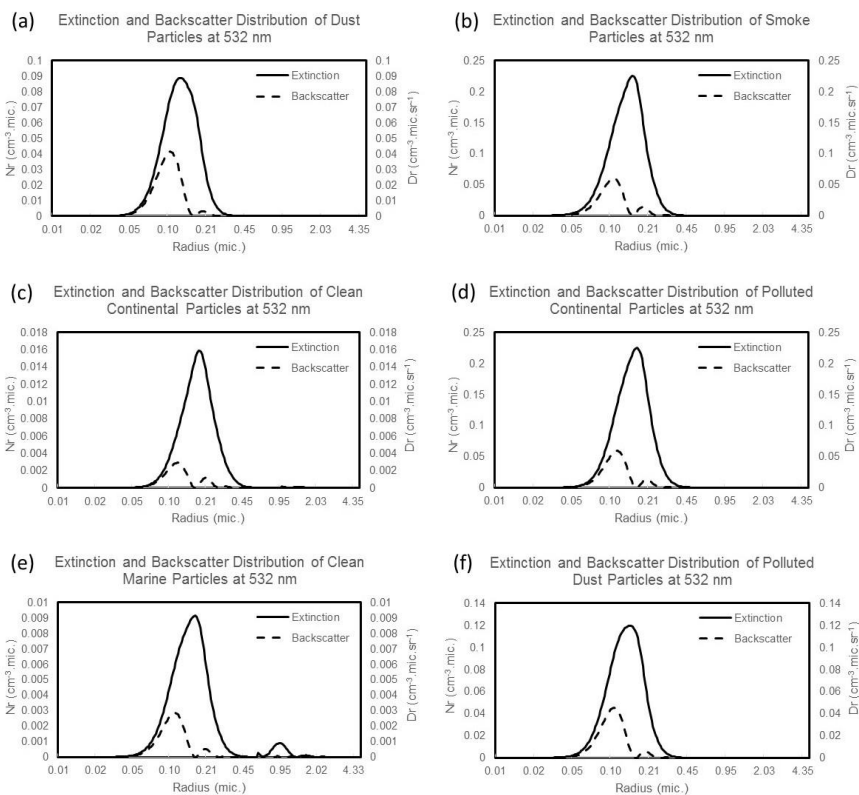 (a)
Extinction and Backscatter Distribution of Dust
Particles at 532 nm
0.1
0.09
0.08
0.07
0.06
0.05
0.04
0.03
0.02
0.01
0
Nr (cm-3.mic.)
0.1
0.09
0.08
0.07
0.06
0.05
0.04
0.03
0.02
0.01
0
Dr (cm-3.mic.sr-1)
Extinction
Backscatter
0.01 0.02 0.05 0.10 0.21 0.45 0.95 2.03 4.35
Radius (mic.)
(b)
Extinction and Backscatter Distribution of Smoke
Particles at 532 nm
0.25
0.2
0.15
0.1
0.05
0
Nr (cm-3.mic.)
0.25
0.2
0.15
0.1
0.05
0
Dr (cm-3.mic.sr-1)
Extinction
Backscatter
0.01 0.02 0.05 0.10 0.21 0.45 0.95 2.03 4.35
Radius (mic.)
(c)
Extinction and Backscatter Distribution of Clean
Continental Particles at 532 nm
0.018
0.016
0.014
0.012
0.01
0.008
0.006
0.004
0.002
0
Nr (cm-3.mic.)
0.018
0.016
0.014
0.012
0.01
0.008
0.006
0.004
0.002
0
Dr (cm-3.mic.sr-1)
Extinction
Backscatter
0.01 0.02 0.05 0.10 0.21 0.45 0.95 2.03 4.35
Radius (mic.)
(d)
Extinction and Backscatter Distribution of Polluted
Continental Particles at 532 nm
0.25
0.2
0.15
0.1
0.05
0
Nr (cm-3.mic.)
0.25
0.2
0.15
0.1
0.05
0
Dr (cm-3.mic.sr-1)
Extinction
Backscatter
0.01 0.02 0.05 0.10 0.21 0.45 0.95 2.03 4.35
Radius (mic.)
(e)
Extinction and Backscatter Distribution of Clean
Marine Particles at 532 nm
0.01
0.009
0.008
0.007
0.006
0.005
0.004
0.003
0.002
0.001
0
Nr (cm-3.mic.)
0.01
0.009
0.008
0.007
0.006
0.005
0.004
0.003
0.002
0.001
0
Dr (cm-3.mic.sr-1)
Extinction
Backscatter
0.01 0.02 0.05 0.10 0.21 0.45 0.95 2.03 4.33
Radius (mic.)
(f)
Extinction and Backscatter Distribution of Polluted
Dust Particles at 532 nm
0.14
0.12
0.1
0.08
0.06
0.04
0.02
0
Nr (cm-3.mic.)
0.14
0.12
0.1
0.08
0.06
0.04
0.02
0
Dr (cm-3.mic.sr-1)
Extinction
Backscatter
0.01 0.02 0.05 0.10 0.21 0.45 0.95 2.03 4.35
Radius (mic.)